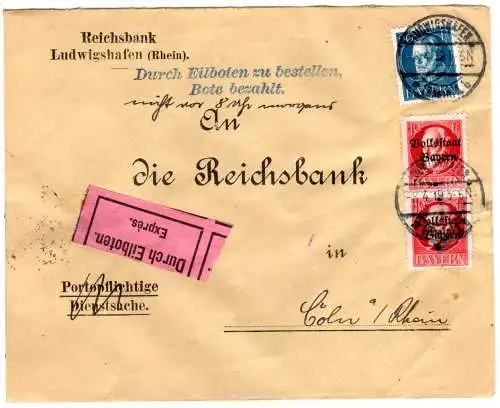 Reichsbank
Ludwigshafen (Rhein).
Durch Eilboten zu bestellen,
Bote bezahlt.
nicht vor 8 Uhr morgens
An
die Reichsbank
in
Cöln a/Rhein
Durch Eilboten.
Exprès.
Portopflichtige
Dienstsache.
LUDWIGSHAFEN
Volksstaat
Bayern
Volksstaat
Bayern
BAYERN